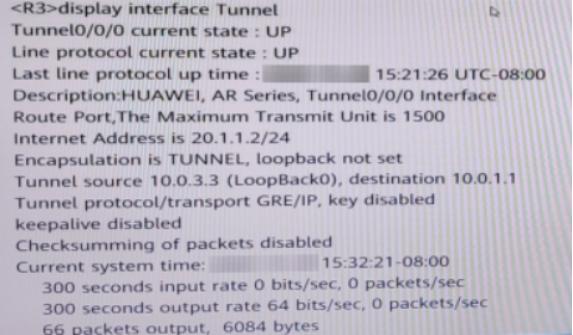 <R3>display interface Tunnel
Tunnel0/0/0 current state : UP
Line protocol current state : UP
Last line protocol up time : 15:21:26 UTC-08:00
Description:HUAWEI, AR Series, Tunnel0/0/0 Interface
Route Port,The Maximum Transmit Unit is 1500
Internet Address is 20.1.1.2/24
Encapsulation is TUNNEL, loopback not set
Tunnel source 10.0.3.3 (LoopBack0), destination 10.0.1.1
Tunnel protocol/transport GRE/IP, key disabled
keepalive disabled
Checksumming of packets disabled
Current system time: 15:32:21-08:00
300 seconds input rate 0 bits/sec, 0 packets/sec
300 seconds output rate 64 bits/sec, 0 packets/sec
66 packets output, 6084 bytes